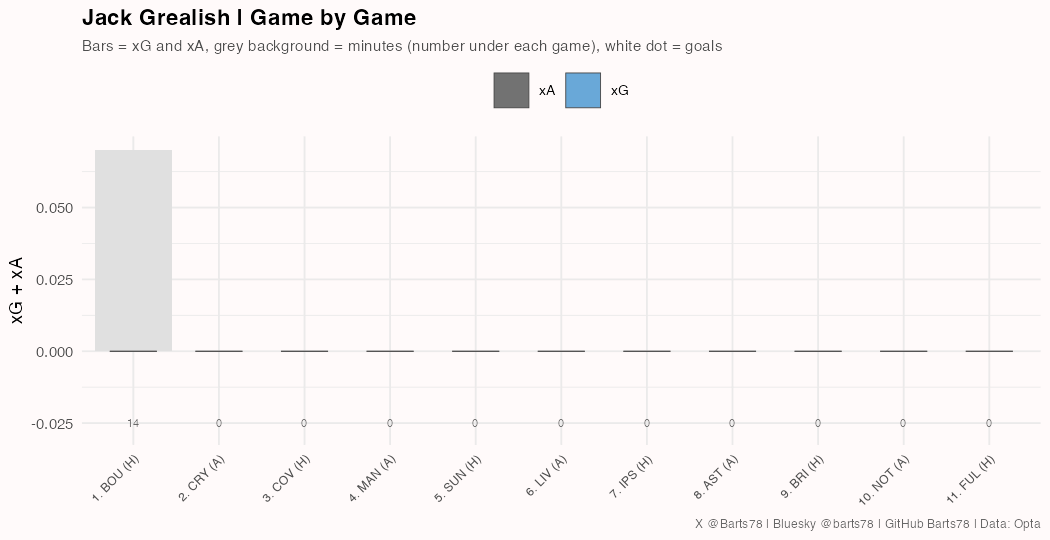 Jack Grealish | Game by Game
Bars = xG and xA, grey background = minutes (number under each game), white dot = goals
xA
xG
xG + xA
0.050
0.025
0.000
-0.025
14 0 0 0 0 0 0 0 0 0 0
1. BOU (H)
2. CRY (A)
3. COV (H)
4. MAN (A)
5. SUN (H)
6. LIV (A)
7. IPS (H)
8. AST (A)
9. BRI (H)
10. NOT (A)
11. FUL (H)
X @Barts78 | Bluesky @barts78 | GitHub Barts78 | Data: Opta